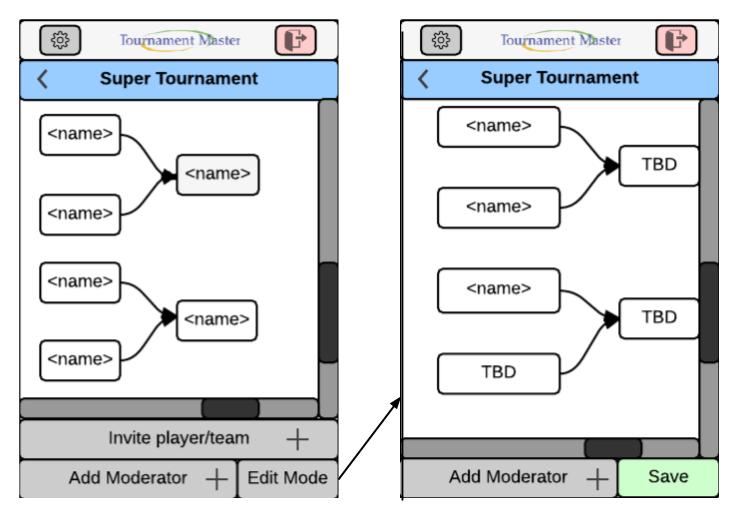 Tournament Master
Super Tournament
<name>
<name>
<name>
<name>
<name>
<name>
Invite player/team
Add Moderator
Edit Mode
Tournament Master
Super Tournament
<name>
TBD
<name>
<name>
TBD
TBD
Add Moderator
Save